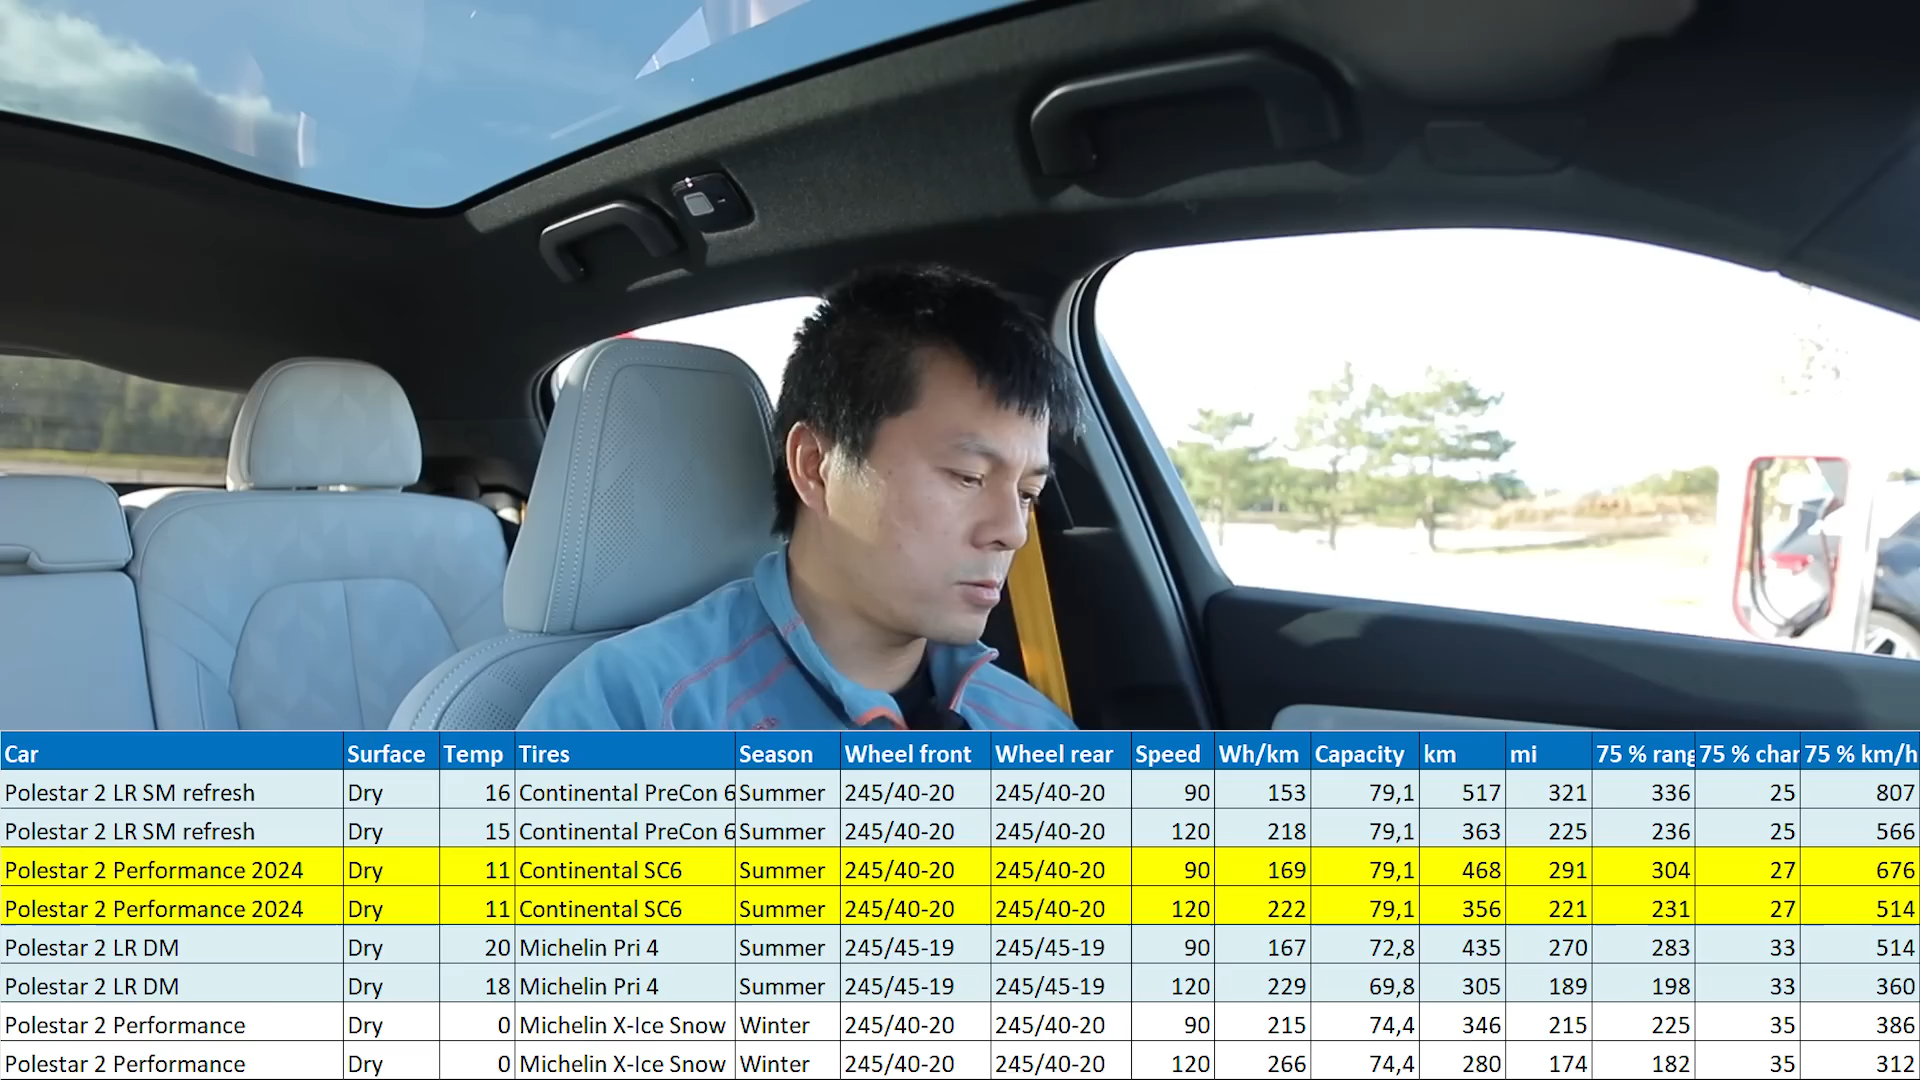 Car Surface Temp Tires Season Wheel front Wheel rear Speed Wh/km Capacity km mi 75 % rang 75 % char 75 % km/h
Polestar 2 LR SM refresh Dry 16 Continental PreCon 6 Summer 245/40-20 245/40-20 90 153 79,1 517 321 336 25 807
Polestar 2 LR SM refresh Dry 15 Continental PreCon 6 Summer 245/40-20 245/40-20 120 218 79,1 363 225 236 25 566
Polestar 2 Performance 2024 Dry 11 Continental SC6 Summer 245/40-20 245/40-20 90 169 79,1 468 291 304 27 676
Polestar 2 Performance 2024 Dry 11 Continental SC6 Summer 245/40-20 245/40-20 120 222 79,1 356 221 231 27 514
Polestar 2 LR DM Dry 20 Michelin Pri 4 Summer 245/45-19 245/45-19 90 167 72,8 435 270 283 33 514
Polestar 2 LR DM Dry 18 Michelin Pri 4 Summer 245/45-19 245/45-19 120 229 69,8 305 189 198 33 360
Polestar 2 Performance Dry 0 Michelin X-Ice Snow Winter 245/40-20 245/40-20 90 215 74,4 346 215 225 35 386
Polestar 2 Performance Dry 0 Michelin X-Ice Snow Winter 245/40-20 245/40-20 120 266 74,4 280 174 182 35 312